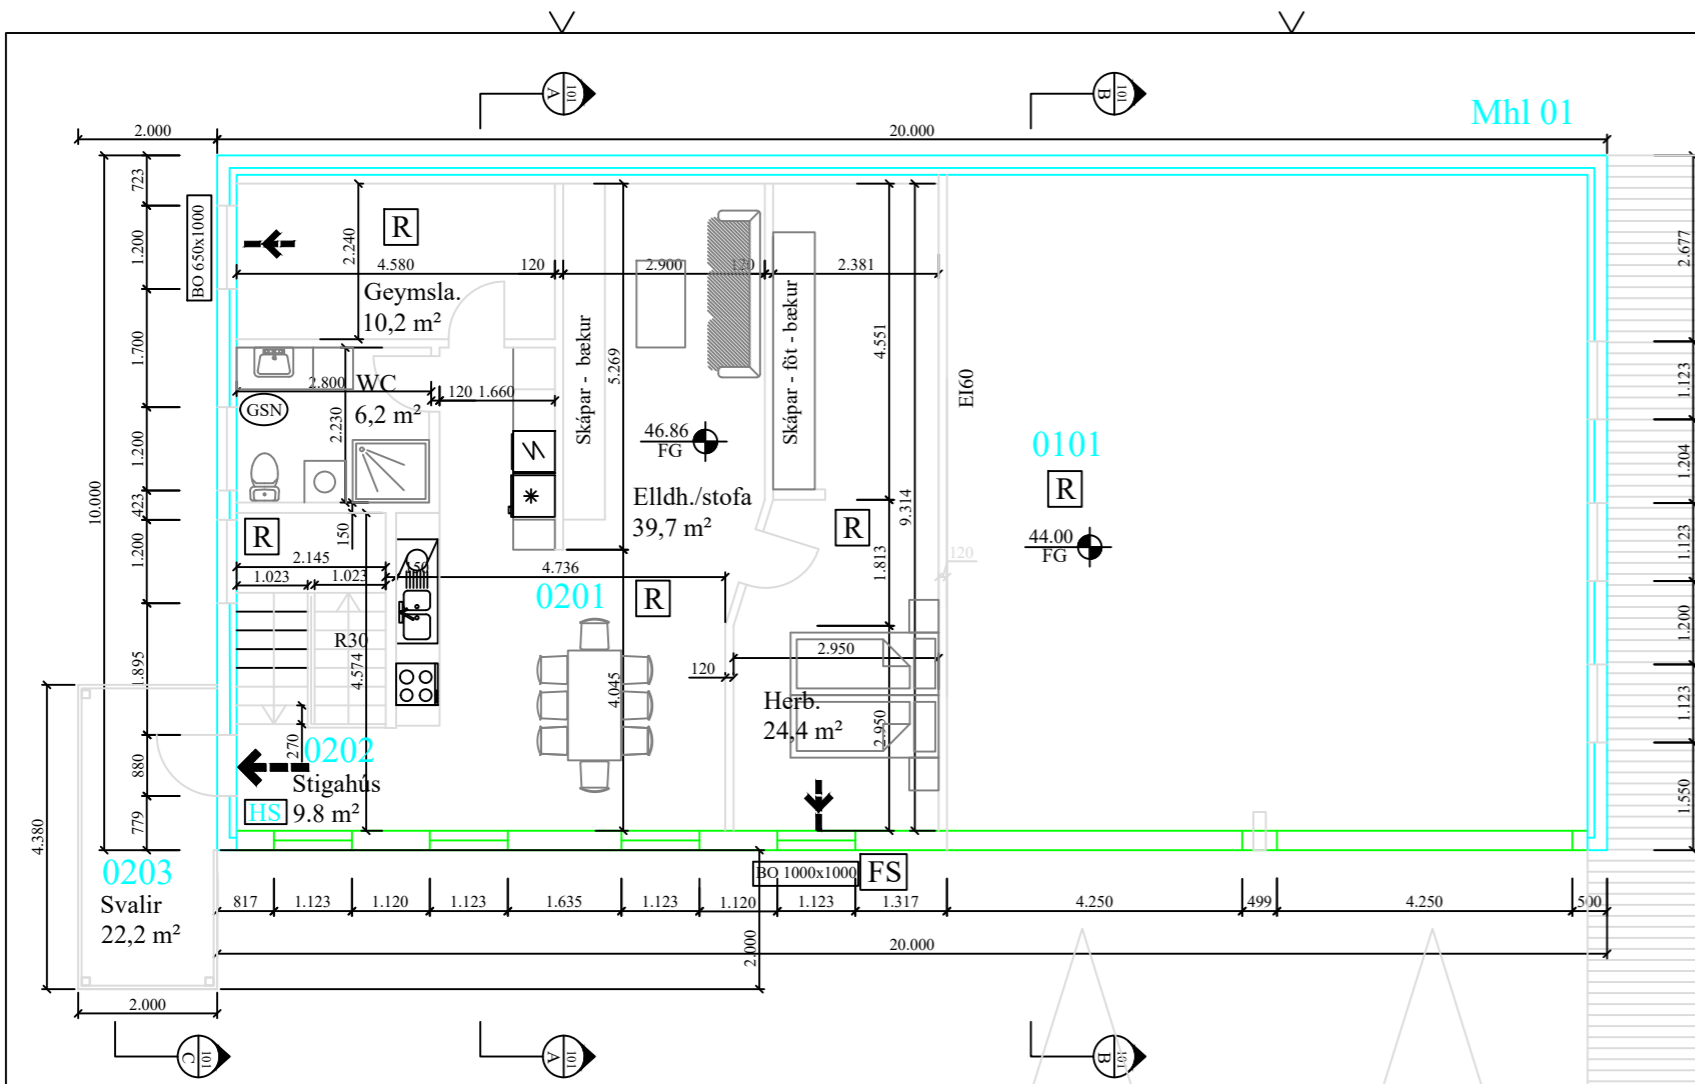 A
101
B
101
Mhl 01
2.000
20.000
723
1.200
1.700
1.200
423
1.200
1.895
880
779
10.000
4.380
BO 650x1000
R
2.240
4.580
120
2.900
120
2.381
Geymsla.
10,2 m²
Skápar - bækur
5.269
Skápar - föt - bækur
4.551
9.314
EI60
2.677
1.123
1.204
1.123
1.200
1.123
1.550
2.800
WC
6,2 m²
120
1.660
GSN
2.230
46.86
FG
0101
R
44.00
FG
Elldh./stofa
39,7 m²
R
R
150
2.145
1.023
1.023
150
4.736
1.813
120
0201
R
R30
4.574
4.045
120
2.950
Herb.
24,4 m²
2.950
270
0202
Stigahús
9.8 m²
HS
0203
Svalir
22,2 m²
BO 1000x1000
FS
817
1.123
1.120
1.123
1.635
1.123
1.120
1.123
1.317
4.250
499
4.250
500
2.000
20.000
2.000
C
101
A
101
B
101